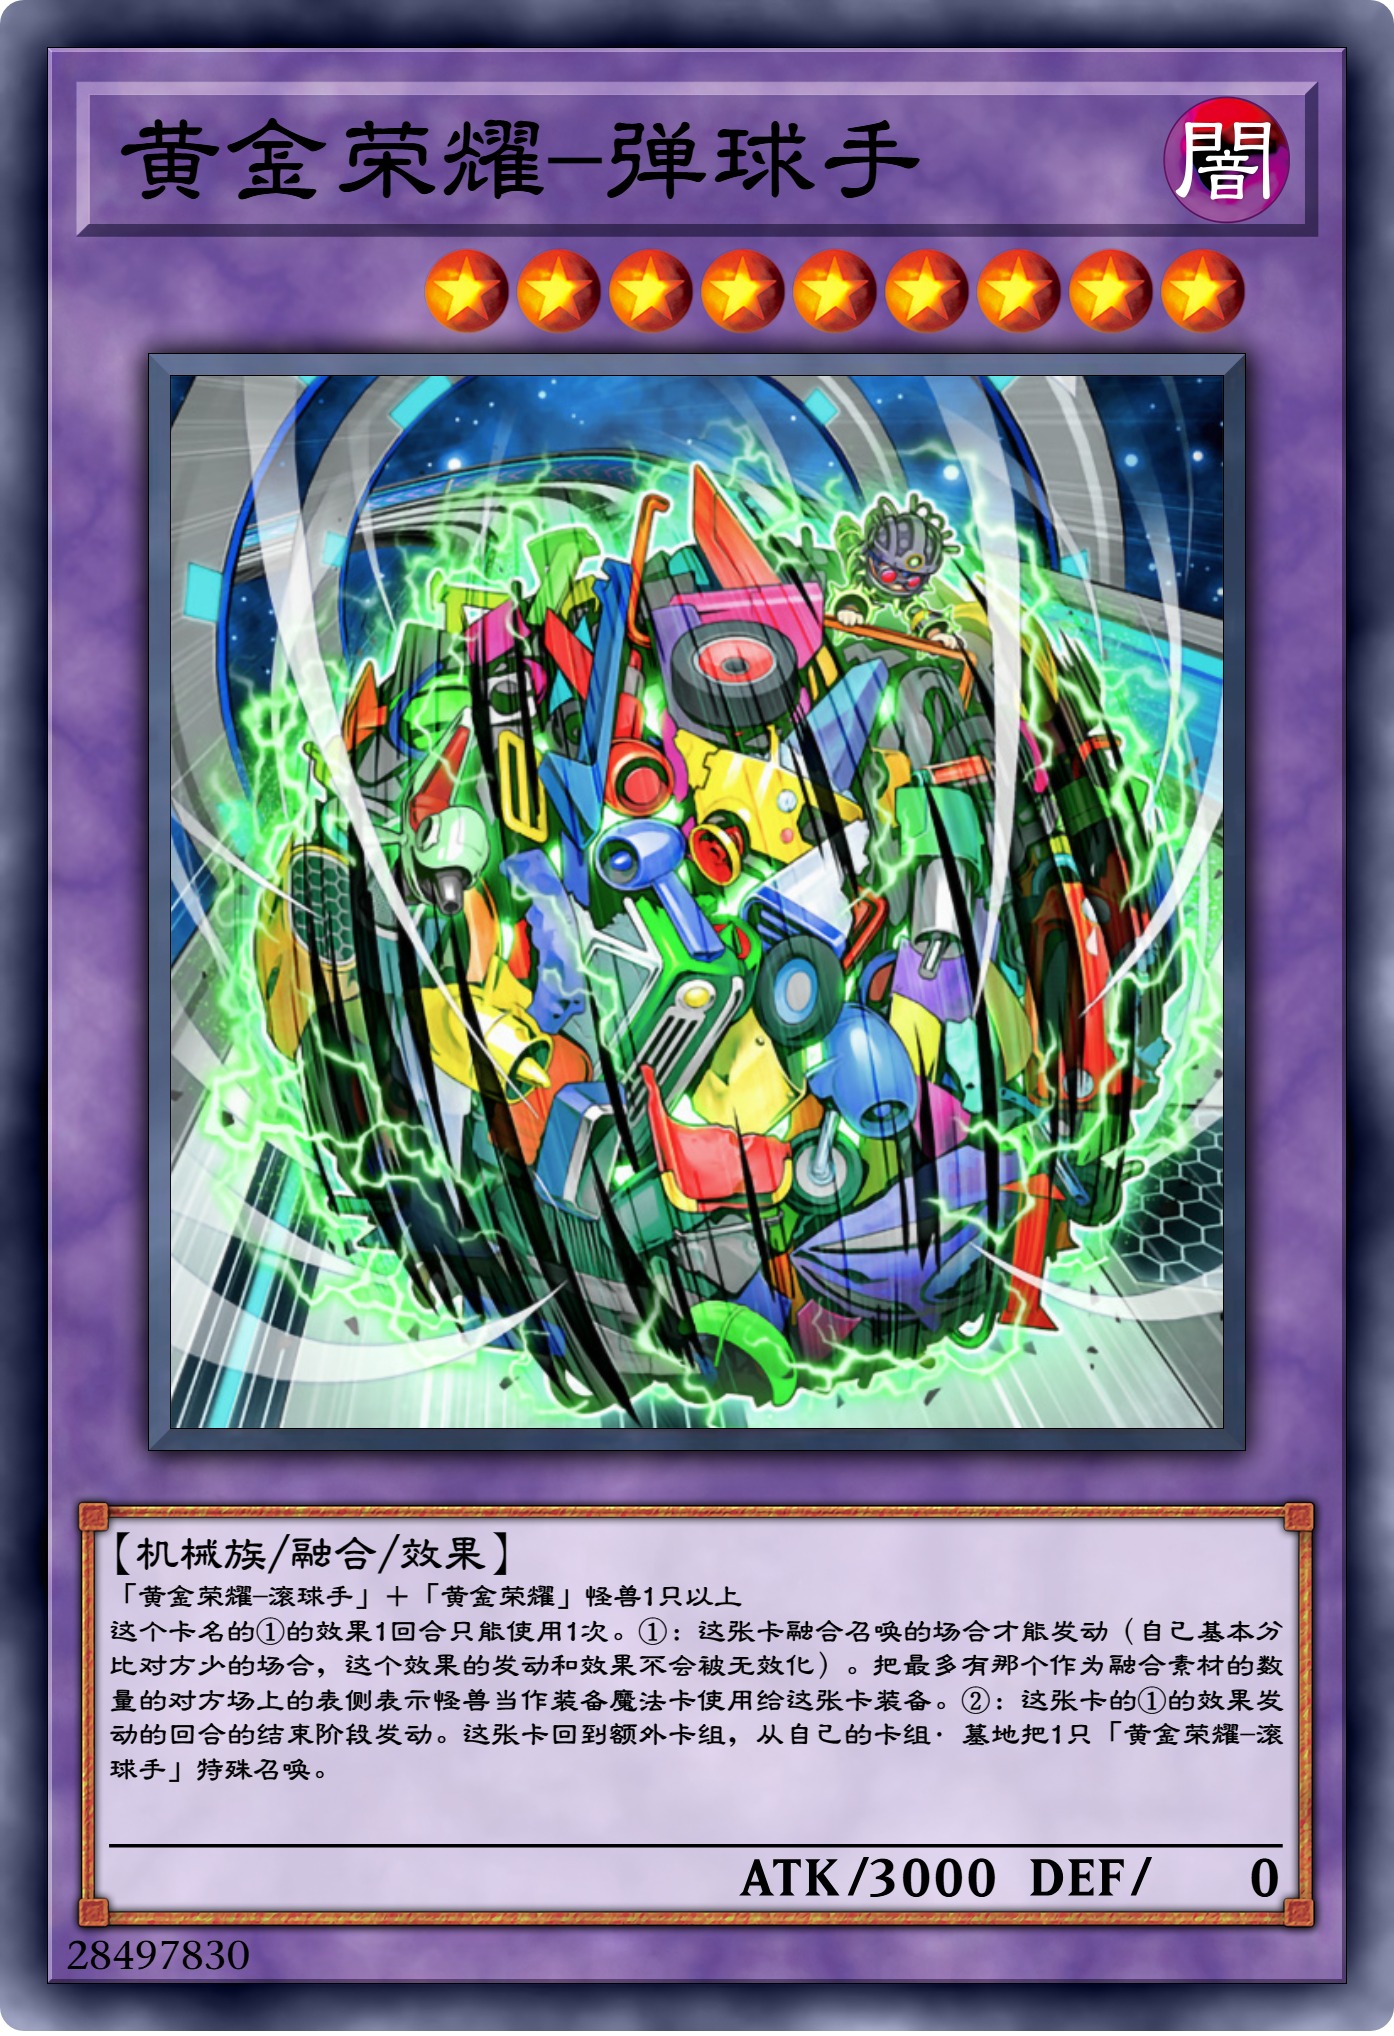 黄金荣耀-弹球手
闇
【机械族/融合/效果】
「黄金荣耀-滚球手」＋「黄金荣耀」怪兽1只以上
这个卡名的①的效果1回合只能使用1次。①：这张卡融合召唤的场合才能发动（自己基本分
比对方少的场合，这个效果的发动和效果不会被无效化）。把最多有那个作为融合素材的数
量的对方场上的表侧表示怪兽当作装备魔法卡使用给这张卡装备。②：这张卡的①的效果发
动的回合的结束阶段发动。这张卡回到额外卡组，从自己的卡组·墓地把1只「黄金荣耀-滚
球手」特殊召唤。
ATK/3000 DEF/ 0
28497830